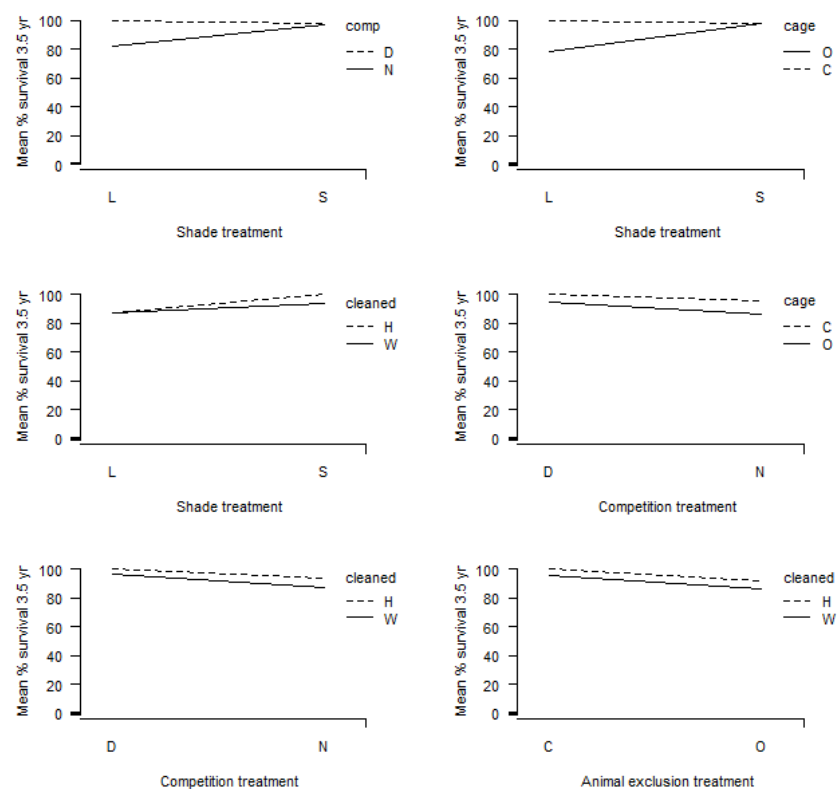 Mean % survival 3.5 yr
100
80
60
40
20
0
L
S
Shade treatment
comp
D
N
Mean % survival 3.5 yr
100
80
60
40
20
0
L
S
Shade treatment
cage
O
C
Mean % survival 3.5 yr
100
80
60
40
20
0
L
S
Shade treatment
cleaned
H
W
Mean % survival 3.5 yr
100
80
60
40
20
0
D
N
Competition treatment
cage
C
O
Mean % survival 3.5 yr
100
80
60
40
20
0
D
N
Competition treatment
cleaned
H
W
Mean % survival 3.5 yr
100
80
60
40
20
0
C
O
Animal exclusion treatment
cleaned
H
W